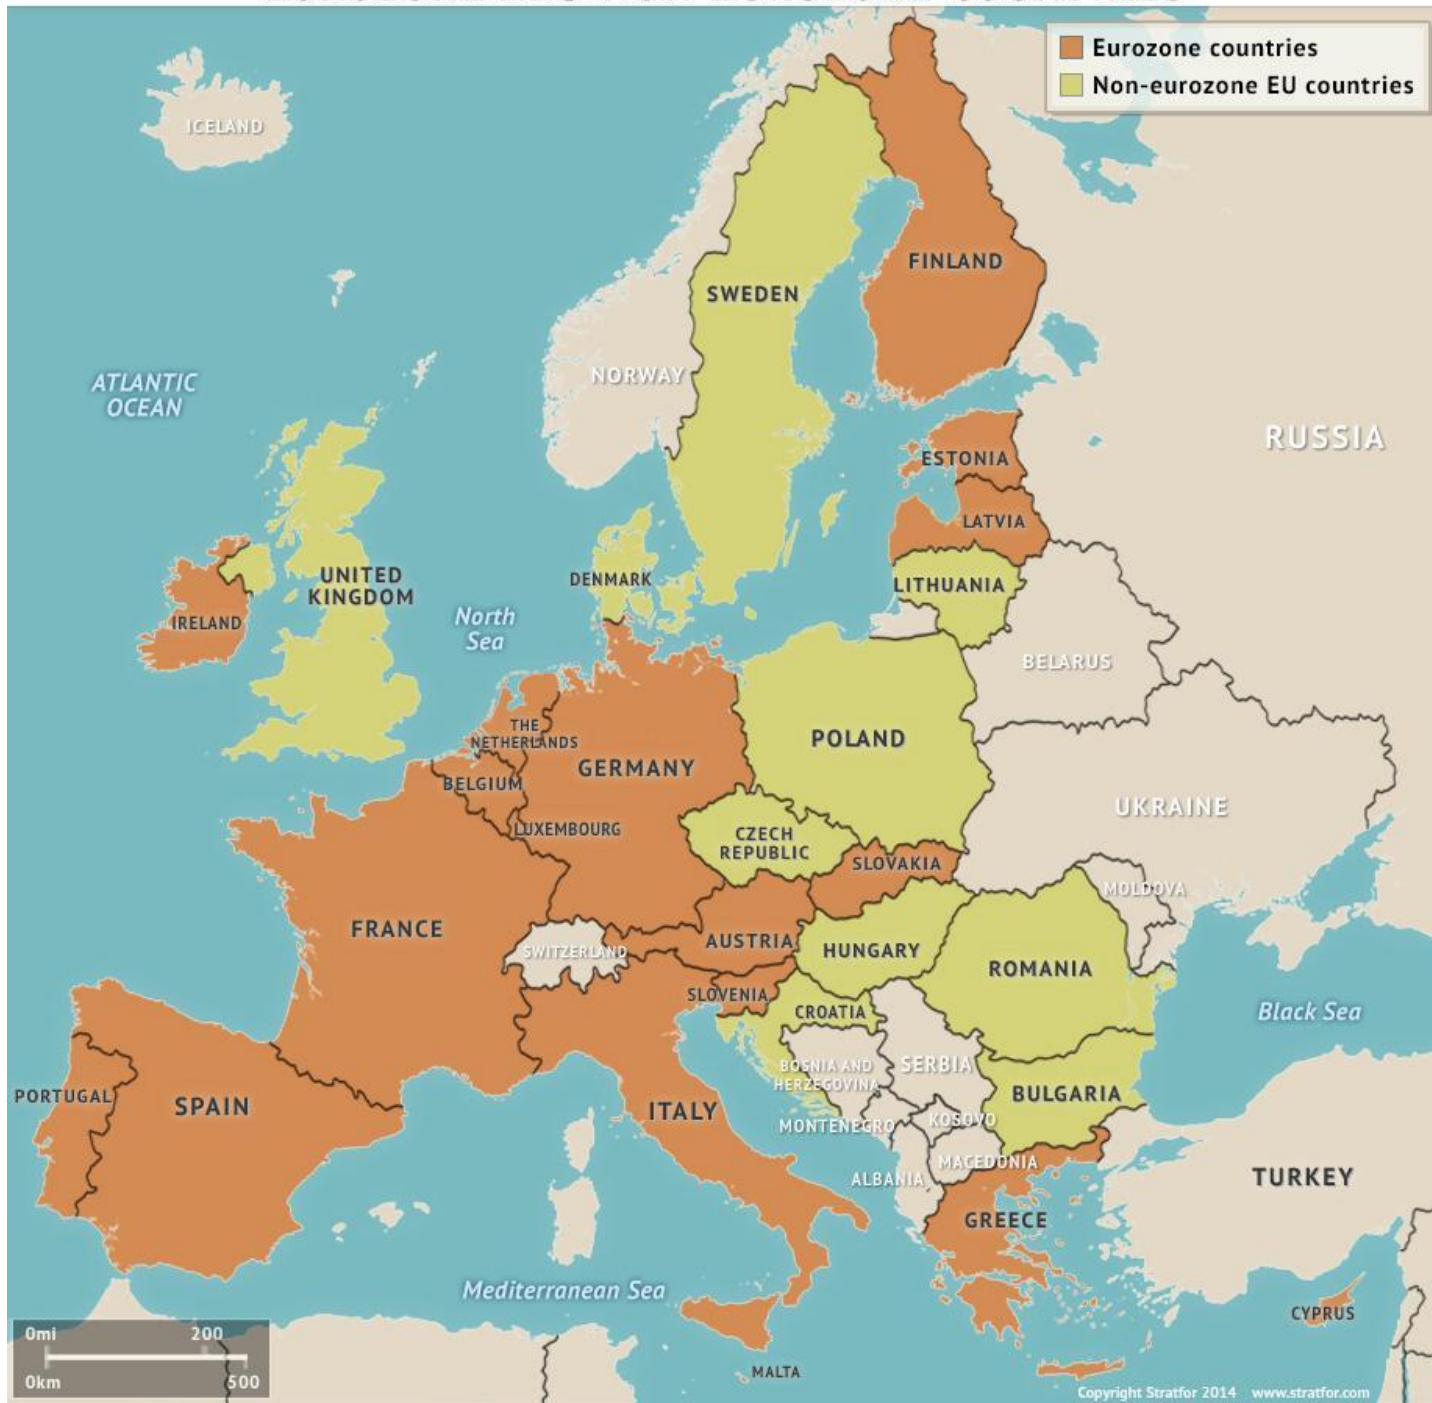 Eurozone countries
Non-eurozone EU countries
ICELAND
FINLAND
SWEDEN
NORWAY
ATLANTIC
OCEAN
RUSSIA
ESTONIA
LATVIA
UNITED
KINGDOM
DENMARK
LITHUANIA
IRELAND
North
Sea
BELARUS
THE
NETHERLANDS
POLAND
GERMANY
BELGIUM
UKRAINE
LUXEMBOURG
CZECH
REPUBLIC
SLOVAKIA
MOLDOVA
FRANCE
SWITZERLAND
AUSTRIA
HUNGARY
ROMANIA
SLOVENIA
CROATIA
Black Sea
BOSNIA AND
HERZEGOVINA
SERBIA
PORTUGAL
SPAIN
ITALY
BULGARIA
MONTENEGRO
KOSOVO
MACEDONIA
ALBANIA
TURKEY
GREECE
Mediterranean Sea
CYPRUS
0mi 200
0km 500
MALTA
Copyright Stratfor 2014 www.stratfor.com